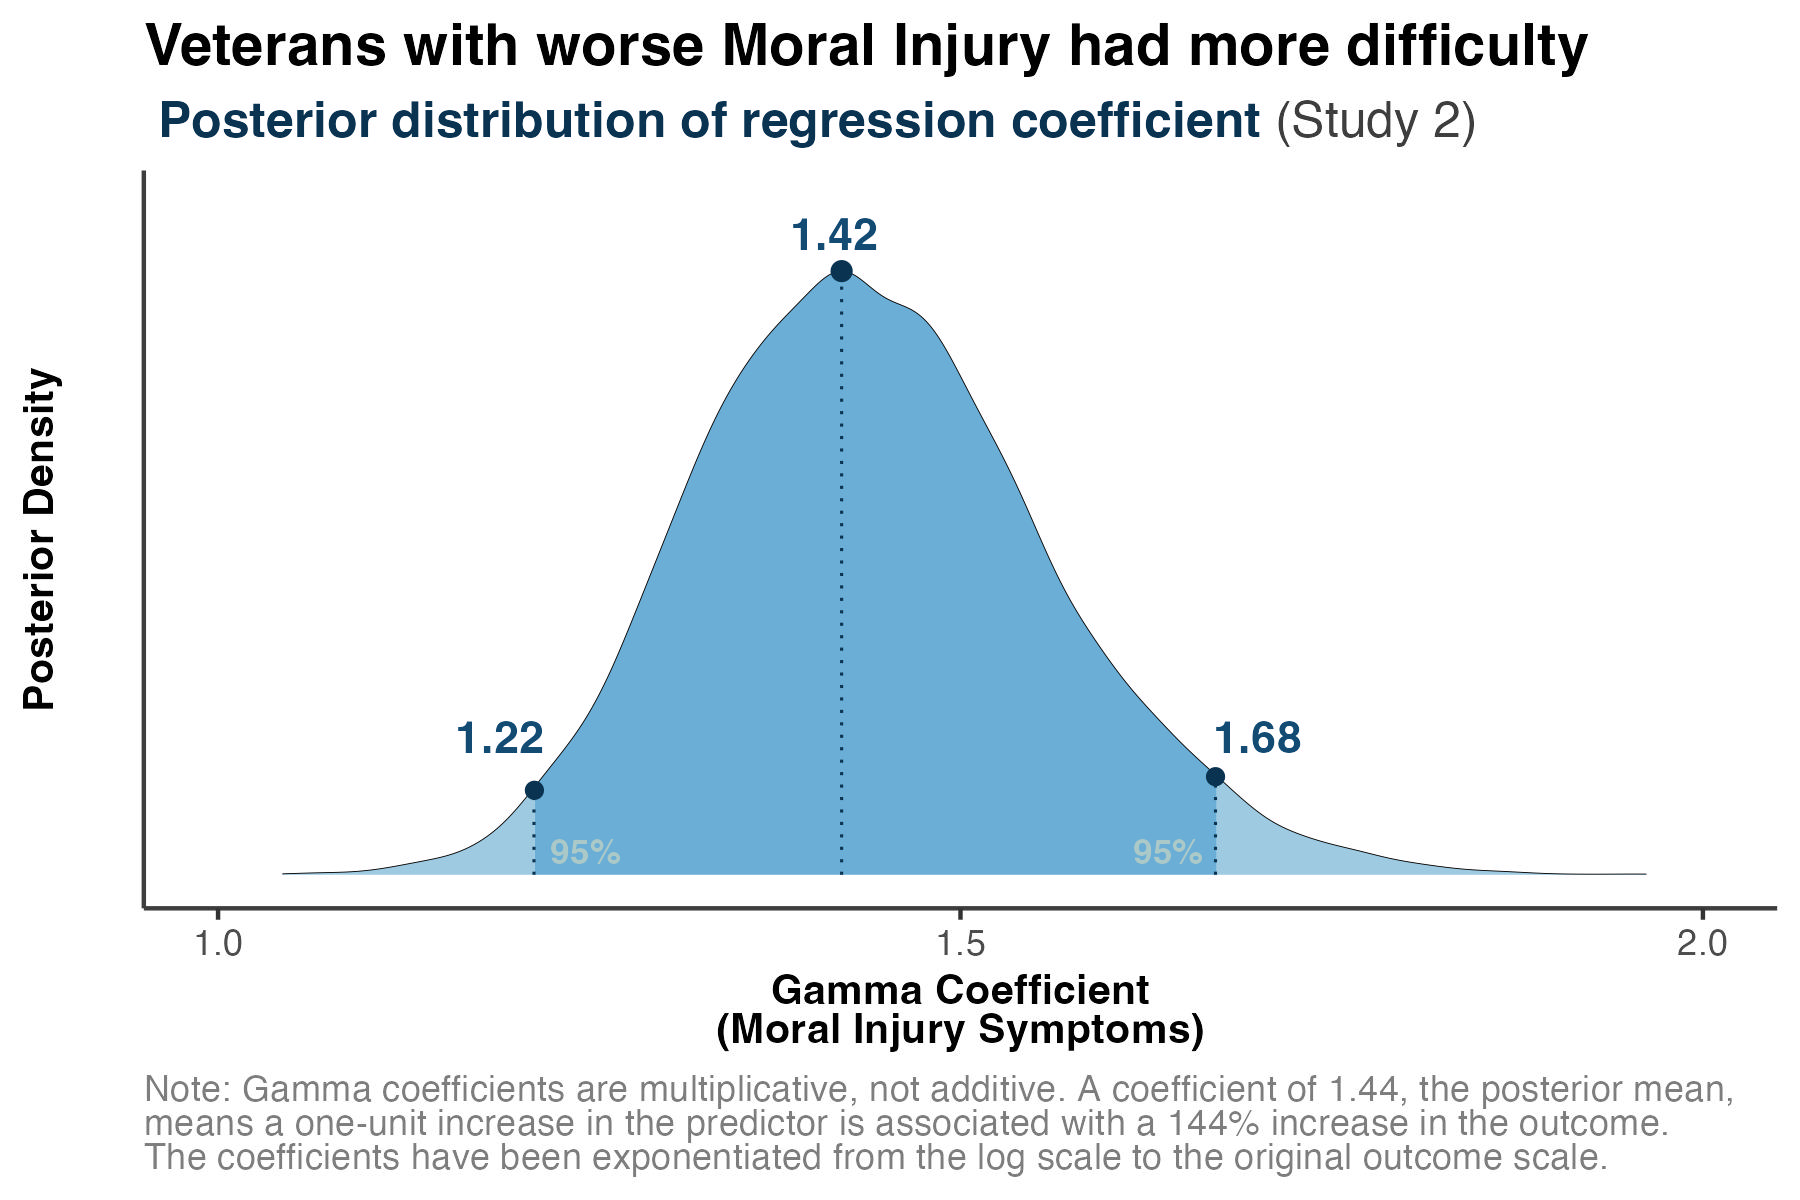 Veterans with worse Moral Injury had more difficulty
Posterior distribution of regression coefficient (Study 2)
1.42
1.22
1.68
95%
95%
Posterior Density
1.0
1.5
2.0
Gamma Coefficient
(Moral Injury Symptoms)
Note: Gamma coefficients are multiplicative, not additive. A coefficient of 1.44, the posterior mean,
means a one-unit increase in the predictor is associated with a 144% increase in the outcome.
The coefficients have been exponentiated from the log scale to the original outcome scale.